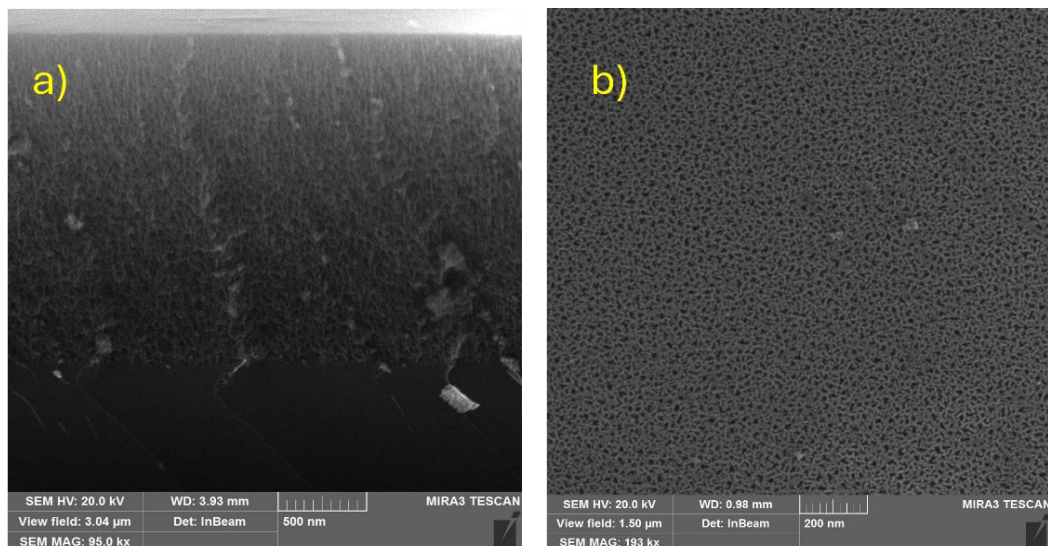 a)
SEM HV: 20.0 kV WD: 3.93 mm MIRA3 TESCAN
View field: 3.04 µm Det: InBeam 500 nm
SEM MAG: 95.0 kx
b)
SEM HV: 20.0 kV WD: 0.98 mm MIRA3 TESCAN
View field: 1.50 µm Det: InBeam 200 nm
SEM MAG: 193 kx